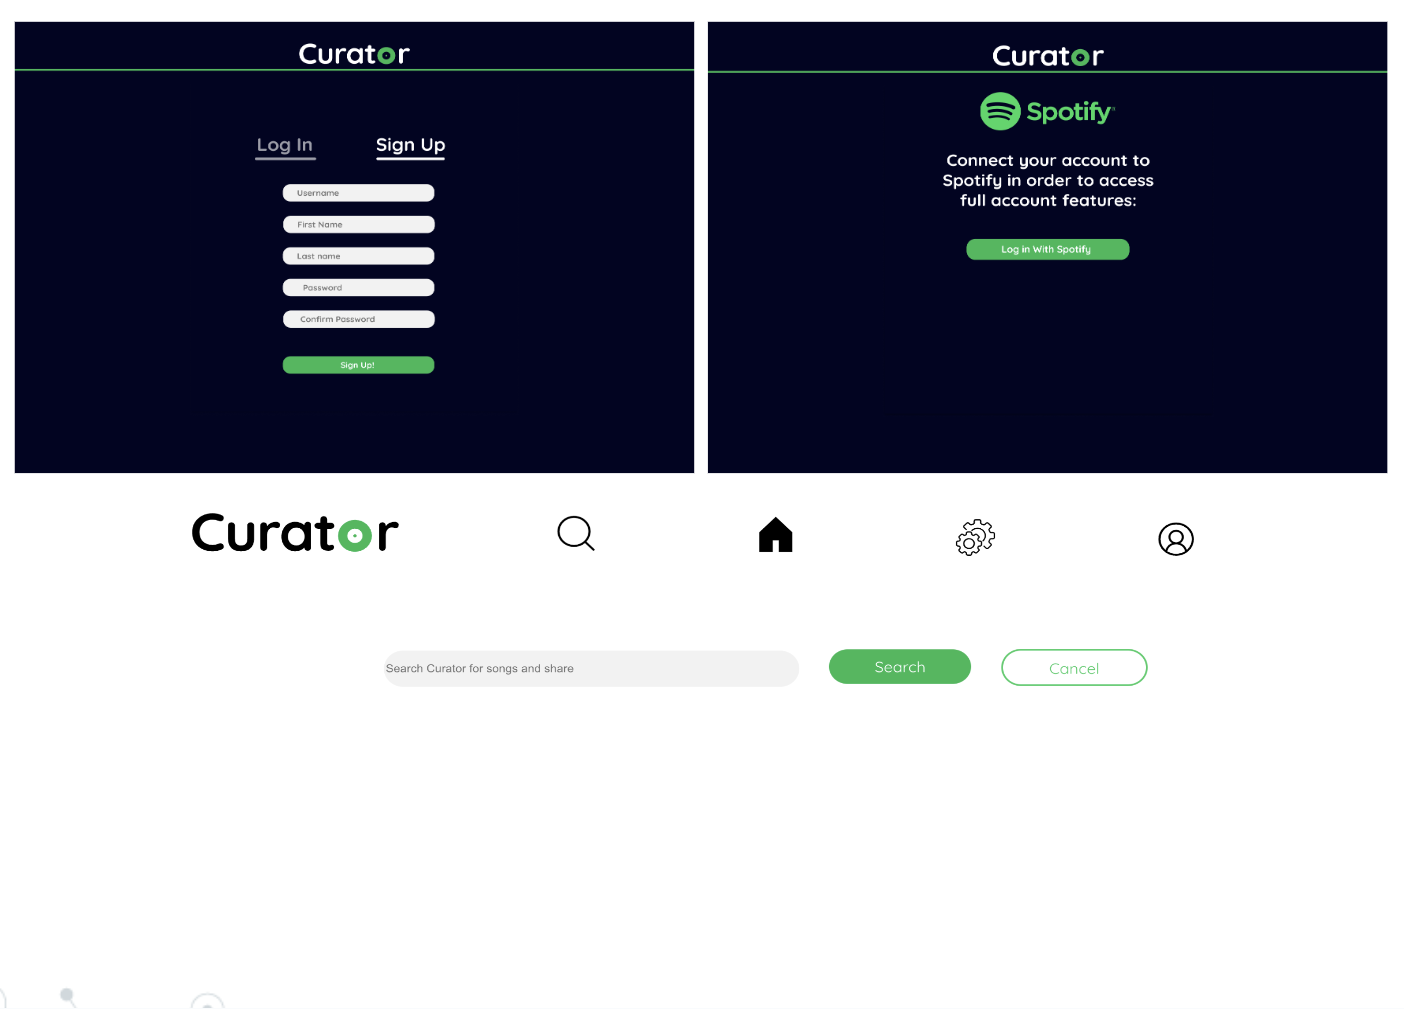 Curator
Log In
Sign Up
Username
First Name
Last name
Password
Confirm Password
Sign Up!
Curator
Spotify
Connect your account to
Spotify in order to access
full account features:
Log in With Spotify
Curator
Search Curator for songs and share
Search
Cancel